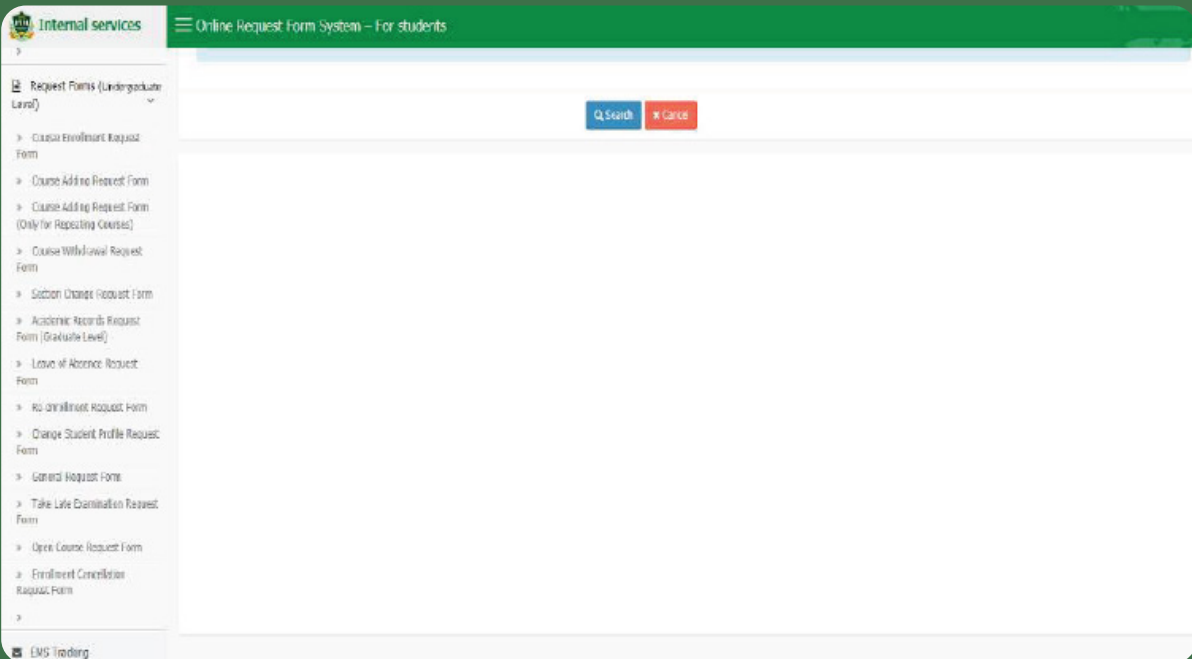 Internal services
Online Request Form System – For students
Request Forms (Undergraduate
Level)
Search
Cancel
» Course Enrollment Request
Form
» Course Adding Request Form
» Course Adding Request Form
(Only for Repeating Courses)
» Course Withdrawal Request
Form
» Section Change Request Form
» Academic Records Request
Form (Graduate Level)
» Leave of Absence Request
Form
» Re-enrollment Request Form
» Change Student Profile Request
Form
» General Request Form
» Take Late Examination Request
Form
» Open Course Request Form
» Enrollment Cancellation
Request Form
EMS Tracking